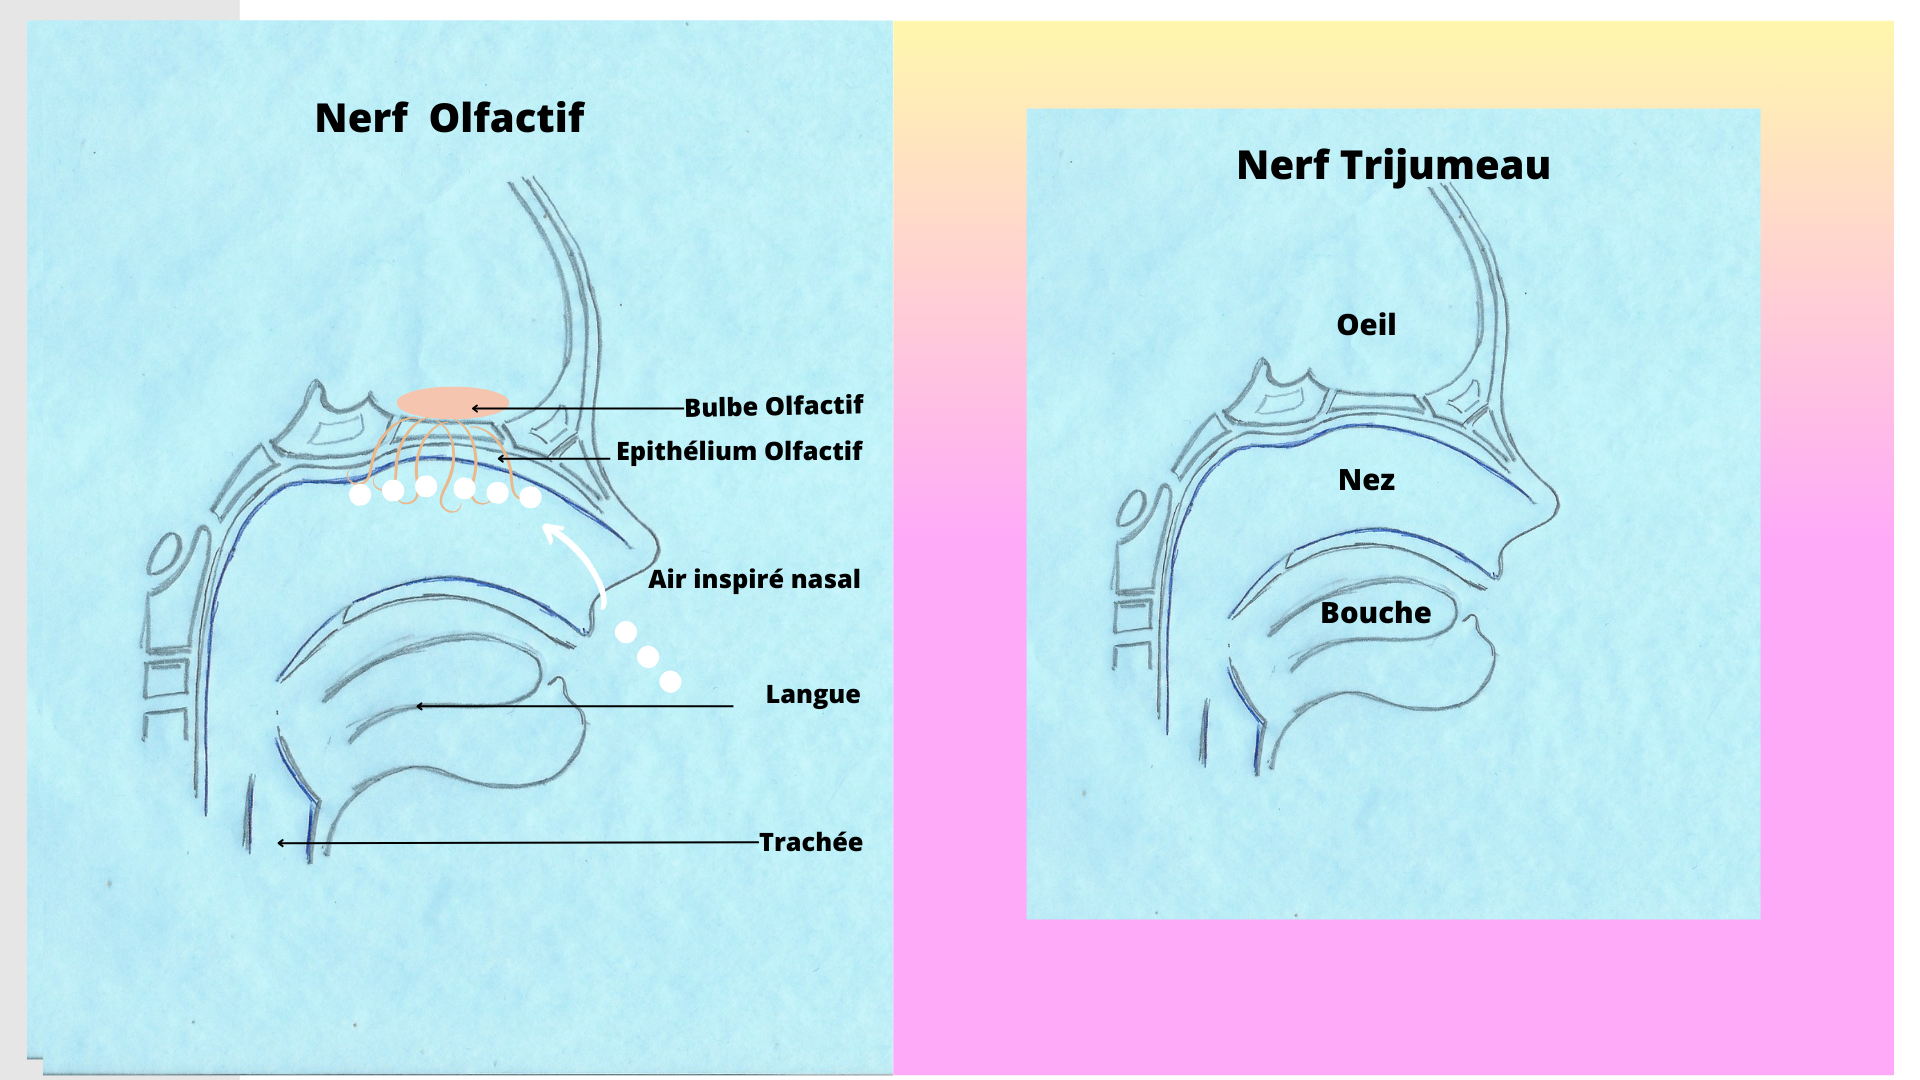 Nerf Olfactif
Bulbe Olfactif
Epithélium Olfactif
Air inspiré nasal
Langue
Trachée
Nerf Trijumeau
Oeil
Nez
Bouche